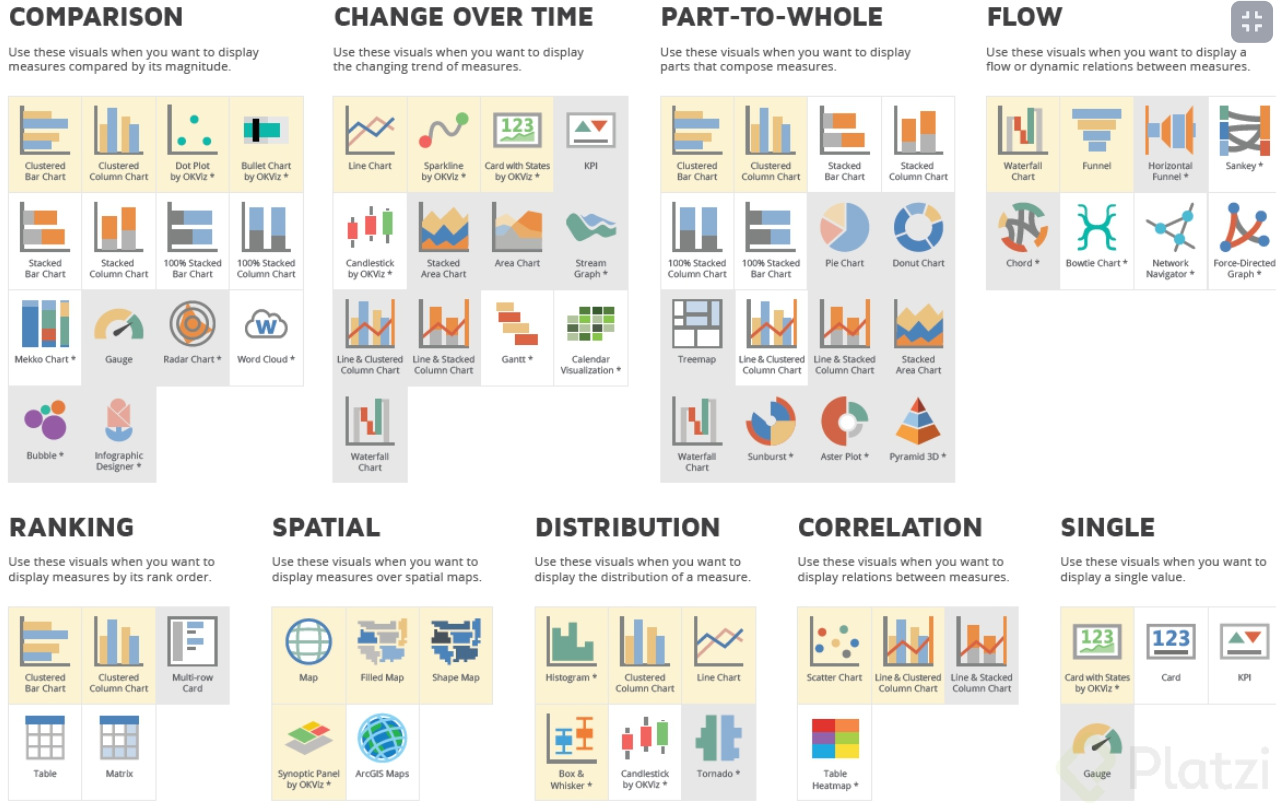 COMPARISON
Use these visuals when you want to display
measures compared by its magnitude.
Clustered
Bar Chart
Clustered
Column Chart
Dot Plot
by OKViz *
Bullet Chart
by OKViz *
Stacked
Bar Chart
Stacked
Column Chart
100% Stacked
Bar Chart
100% Stacked
Column Chart
Mekko Chart *
Gauge
Radar Chart *
W
Word Cloud *
Bubble *
Infographic
Designer *
CHANGE OVER TIME
Use these visuals when you want to display
the changing trend of measures.
Line Chart
Sparkline
by OKViz *
123
Card with States
by OKViz *
KPI
Candlestick
by OKViz *
Stacked
Area Chart
Area Chart
Stream
Graph *
Line & Clustered
Column Chart
Line & Stacked
Column Chart
Gantt *
Calendar
Visualization *
Waterfall
Chart
PART-TO-WHOLE
Use these visuals when you want to display
parts that compose measures.
Clustered
Bar Chart
Clustered
Column Chart
Stacked
Bar Chart
Stacked
Column Chart
100% Stacked
Column Chart
100% Stacked
Bar Chart
Pie Chart
Donut Chart
Treemap
Line & Clustered
Column Chart
Line & Stacked
Column Chart
Stacked
Area Chart
Waterfall
Chart
Sunburst *
Aster Plot *
Pyramid 3D *
FLOW
Use these visuals when you want to display a
flow or dynamic relations between measures.
Waterfall
Chart
Funnel
Horizontal
Funnel *
Sankey *
Chord *
Bowtie Chart *
Network
Navigator *
Force-Directed
Graph *
RANKING
Use these visuals when you want to
display measures by its rank order.
Clustered
Bar Chart
Clustered
Column Chart
Multi-row
Card
Table
Matrix
SPATIAL
Use these visuals when you want to
display measures over spatial maps.
Map
Filled Map
Shape Map
Synoptic Panel
by OKViz *
ArcGIS Maps
DISTRIBUTION
Use these visuals when you want to
display the distribution of a measure.
Histogram *
Clustered
Column Chart
Line Chart
Box &
Whisker *
Candlestick
by OKViz *
Tornado *
CORRELATION
Use these visuals when you want to
display relations between measures.
Scatter Chart
Line & Clustered
Column Chart
Line & Stacked
Column Chart
Table
Heatmap *
SINGLE
Use these visuals when you want to
display a single value.
123
Card with States
by OKViz *
123
Card
KPI
Gauge
Platzi